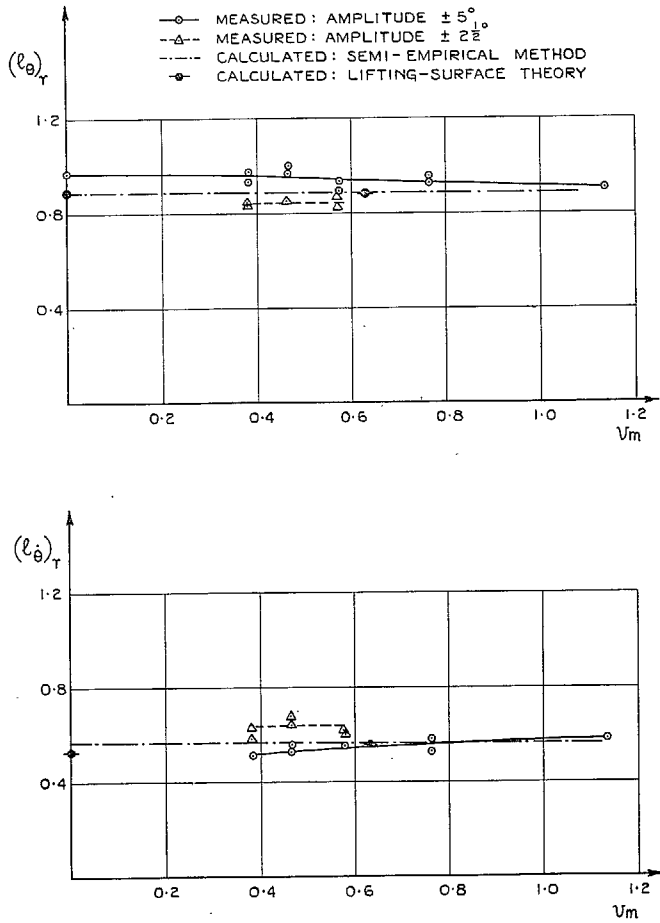 MEASURED: AMPLITUDE ± 5°
MEASURED: AMPLITUDE ± 2½°
CALCULATED: SEMI-EMPIRICAL METHOD
CALCULATED: LIFTING-SURFACE THEORY
(ℓθ)γ
1·2
0·8
0·4
0·2
0·4
0·6
0·8
1·0
1·2
νm
(ℓθ̇)γ
1·2
0·8
0·4
0·2
0·4
0·6
0·8
1·0
1·2
νm